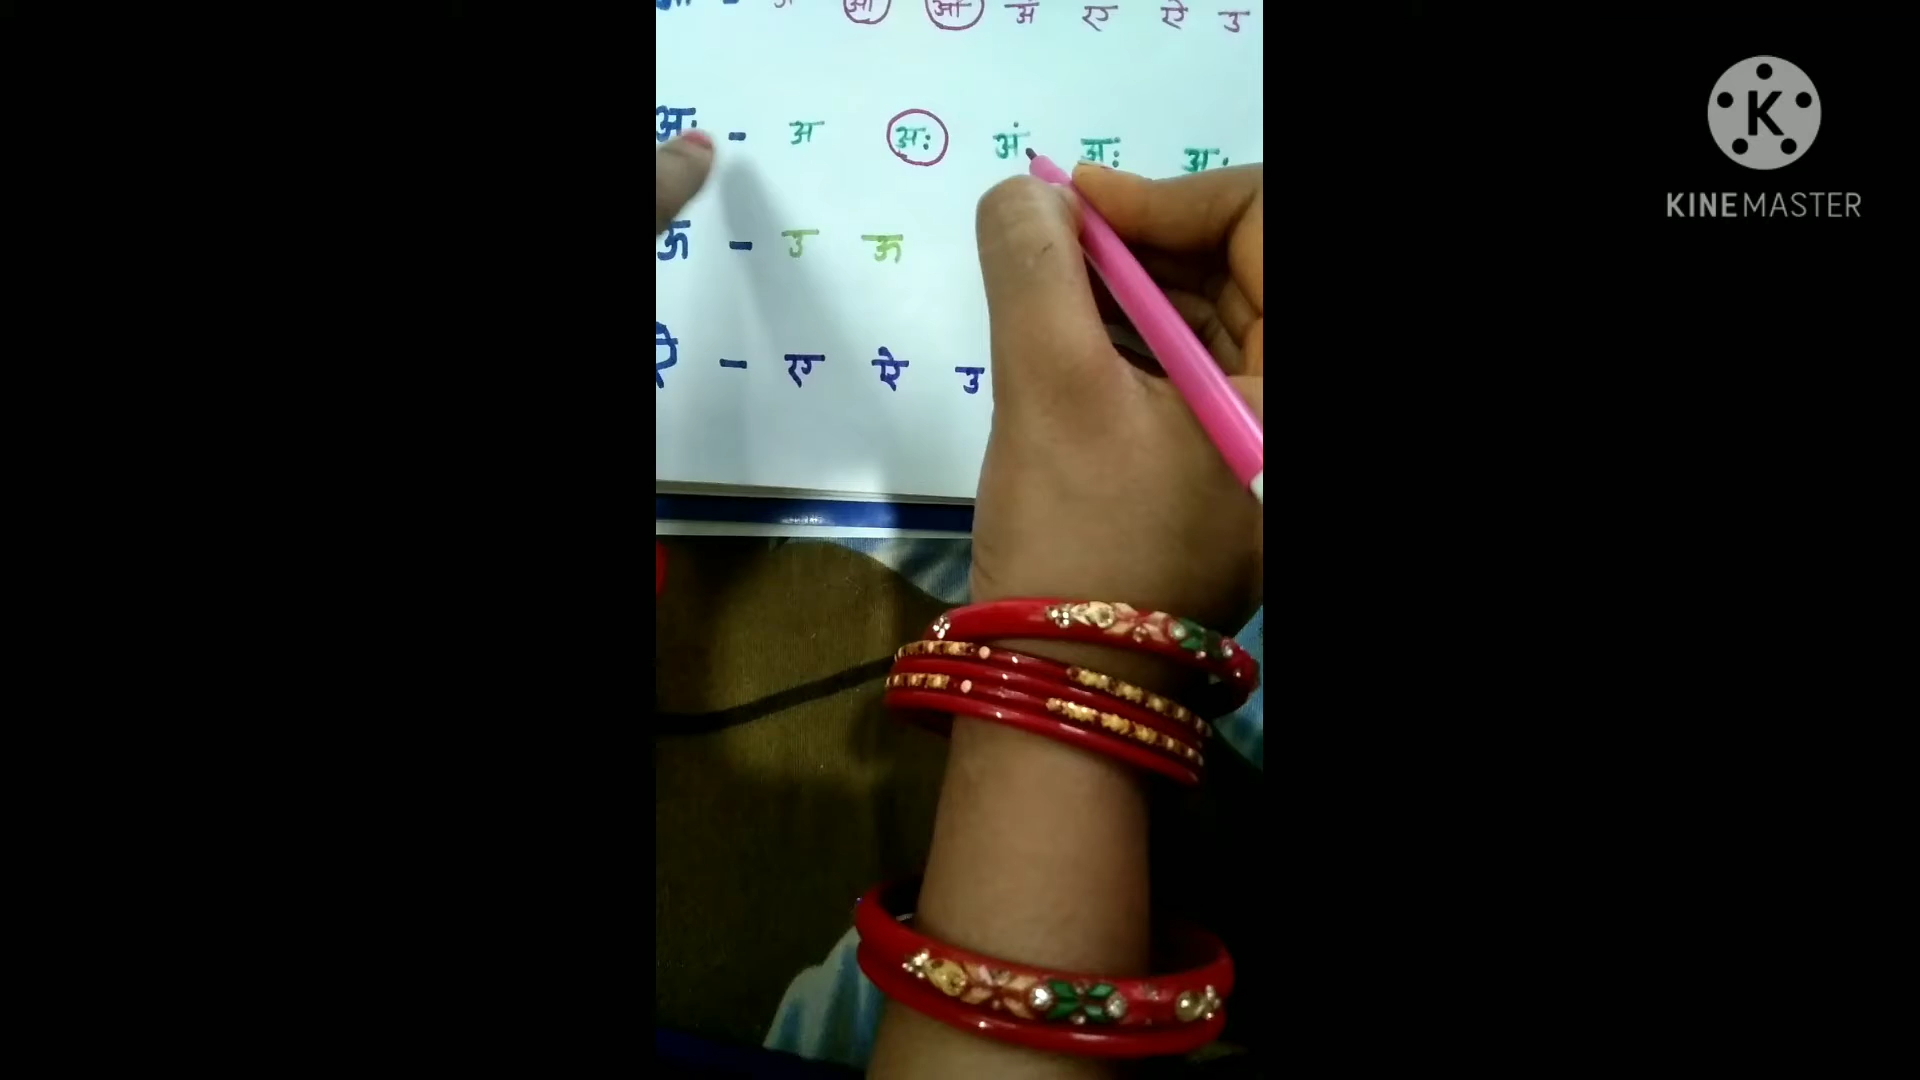 आ - अ आ आ अं ए ऐ उ
अः - अ अः अं अः अः
ऊ - उ ऊ
ऐ - ए ऐ उ
K
KINEMASTER